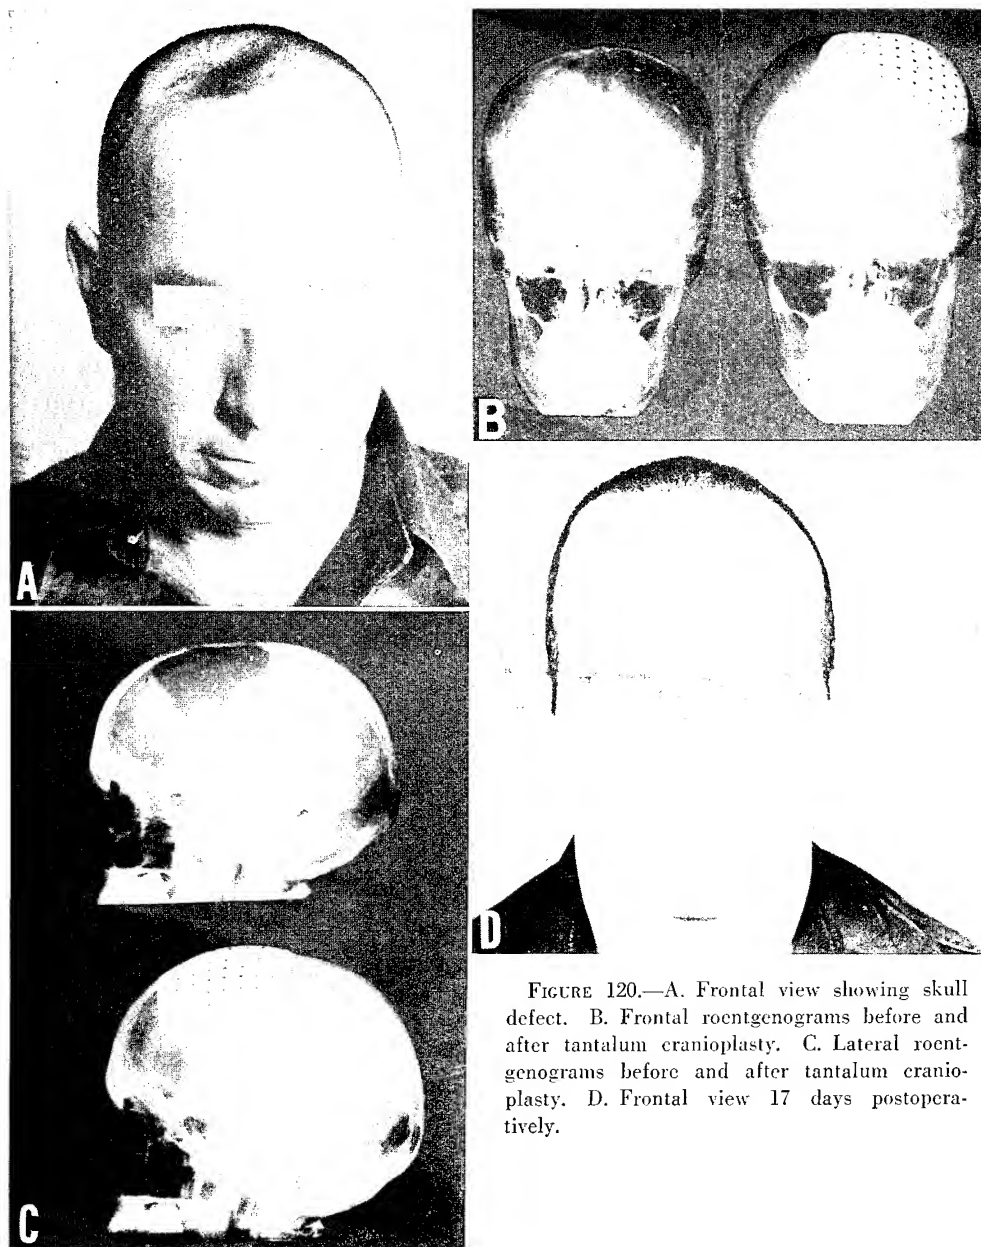 A
B
C
D
FIGURE 120.—A. Frontal view showing skull
defect. B. Frontal roentgenograms before and
after tantalum cranioplasty. C. Lateral roent-
genograms before and after tantalum cranio-
plasty. D. Frontal view 17 days postopera-
tively.